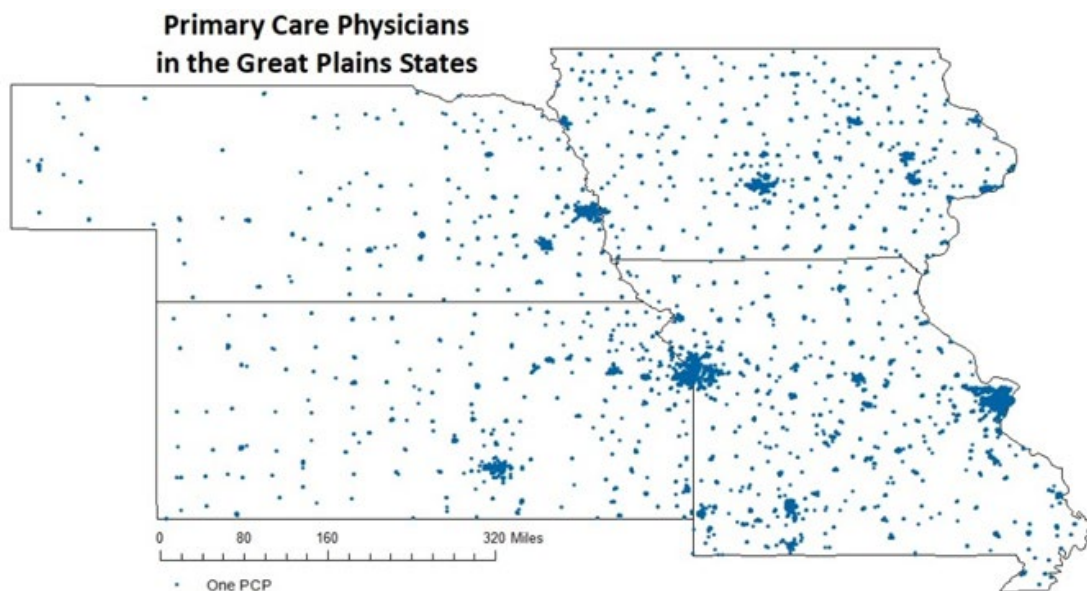 Primary Care Physicians
in the Great Plains States
0 80 160 320 Miles
One PCP